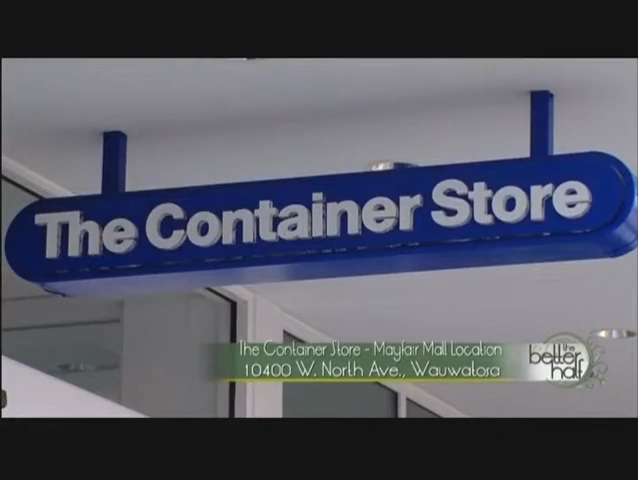 The Container Store
The Container Store - Mayfair Mall Location
10400 W. North Ave., Wauwatosa
the
better
half